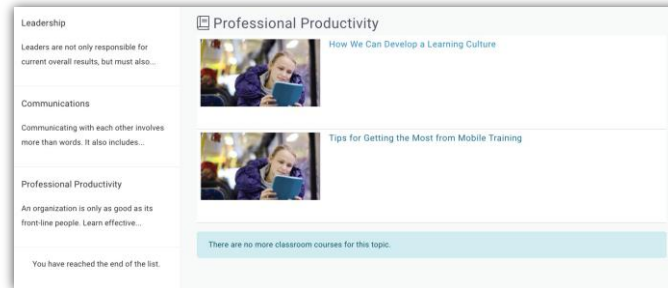 Leadership
Leaders are not only responsible for
current overall results, but must also...
Communications
Communicating with each other involves
more than words. It also includes...
Professional Productivity
An organization is only as good as its
front-line people. Learn effective...
You have reached the end of the list.
Professional Productivity
How We Can Develop a Learning Culture
Tips for Getting the Most from Mobile Training
There are no more classroom courses for this topic.